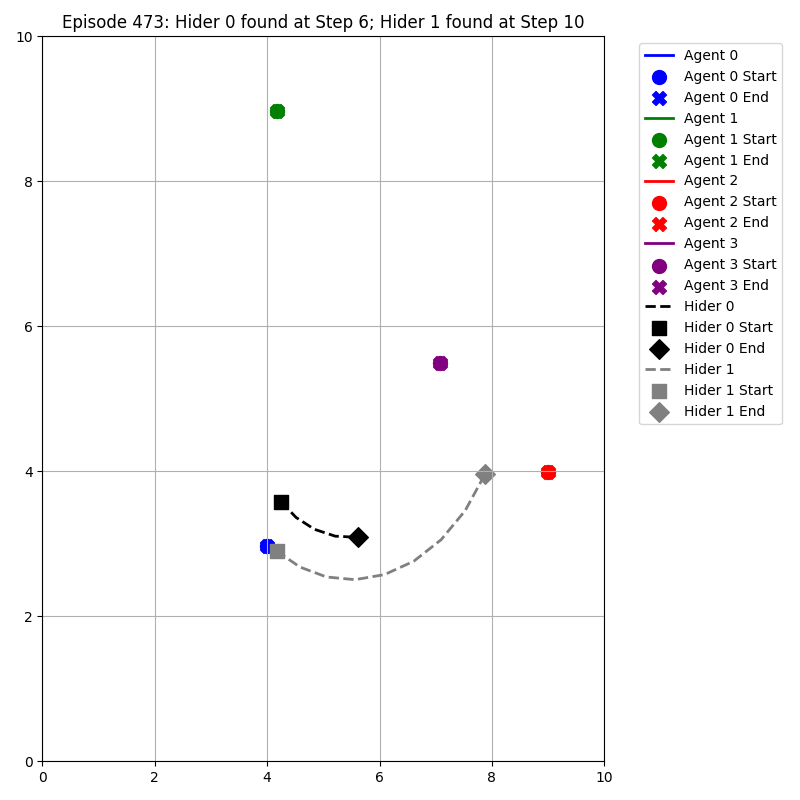 Episode 473: Hider 0 found at Step 6; Hider 1 found at Step 10
10
8
6
4
2
0
0 2 4 6 8 10
Agent 0
Agent 0 Start
Agent 0 End
Agent 1
Agent 1 Start
Agent 1 End
Agent 2
Agent 2 Start
Agent 2 End
Agent 3
Agent 3 Start
Agent 3 End
Hider 0
Hider 0 Start
Hider 0 End
Hider 1
Hider 1 Start
Hider 1 End